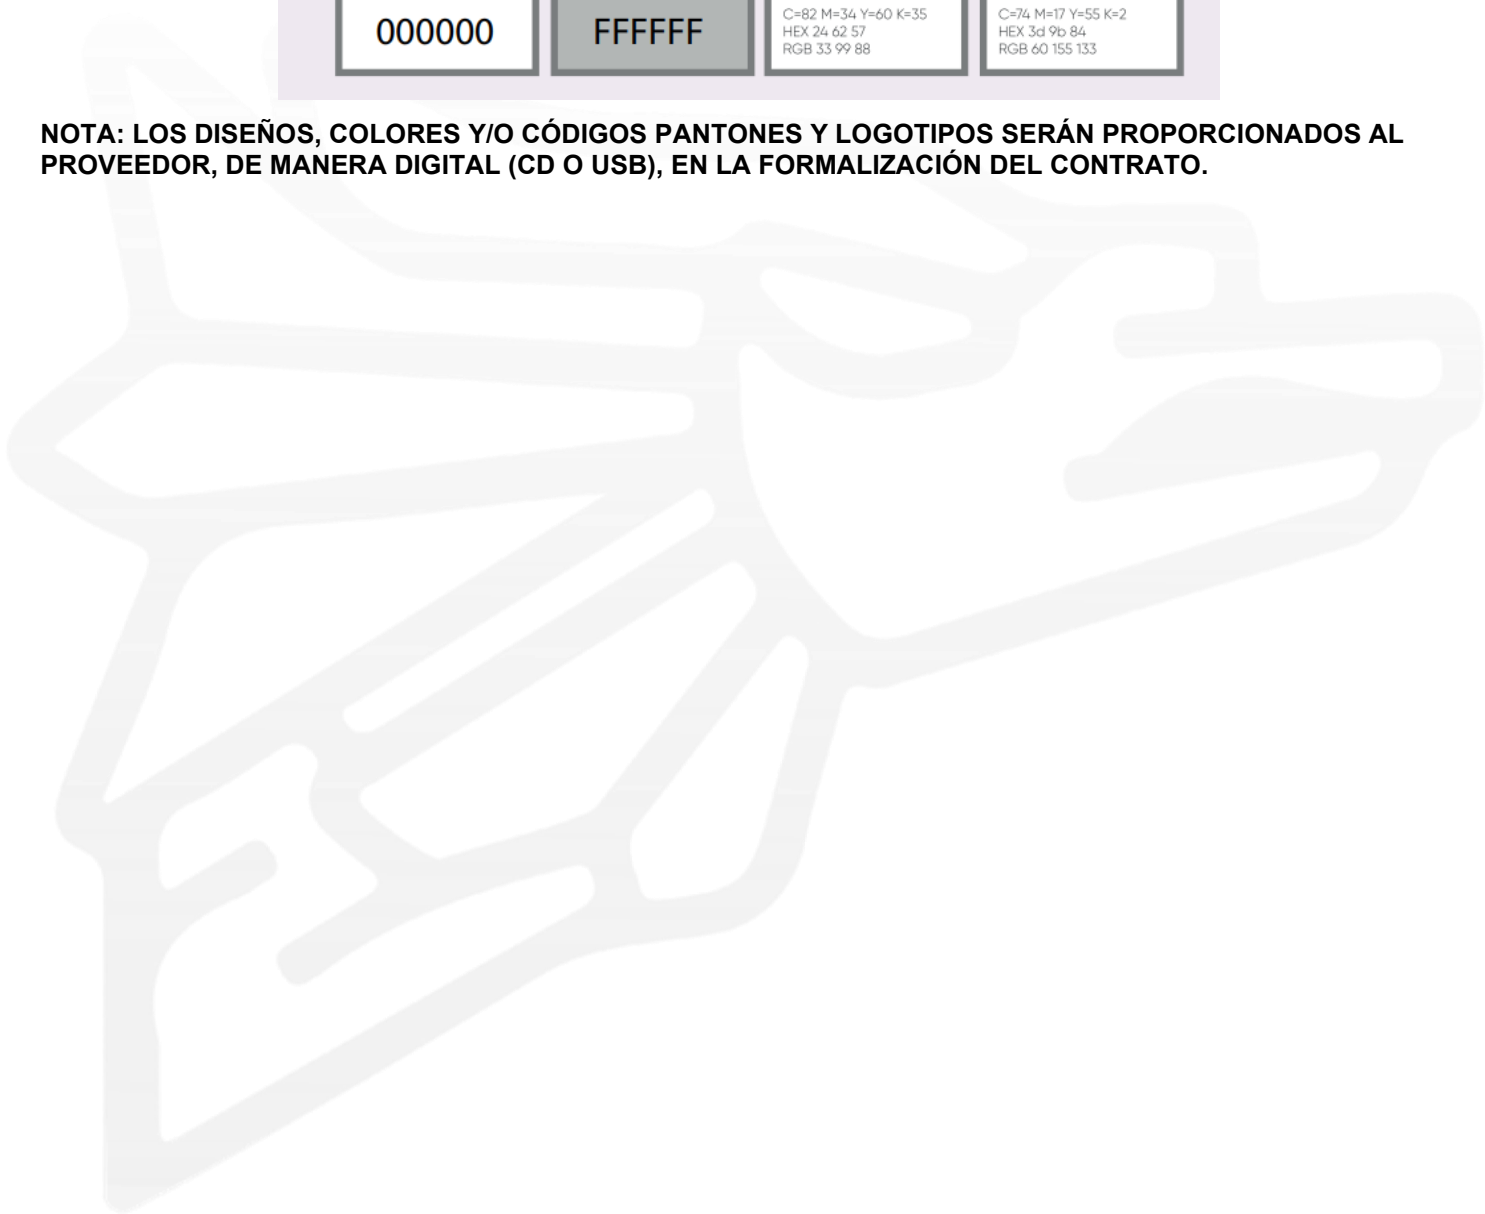 000000
FFFFFF
C=82 M=34 Y=60 K=35
HEX 24 62 57
RGB 33 99 88
C=74 M=17 Y=55 K=2
HEX 3d 9b 84
RGB 60 155 133
NOTA: LOS DISEÑOS, COLORES Y/O CÓDIGOS PANTONES Y LOGOTIPOS SERÁN PROPORCIONADOS AL
PROVEEDOR, DE MANERA DIGITAL (CD O USB), EN LA FORMALIZACIÓN DEL CONTRATO.